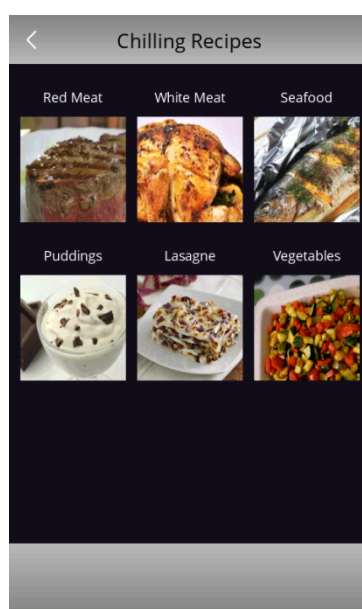 Chilling Recipes
Red Meat White Meat Seafood
Puddings Lasagne Vegetables